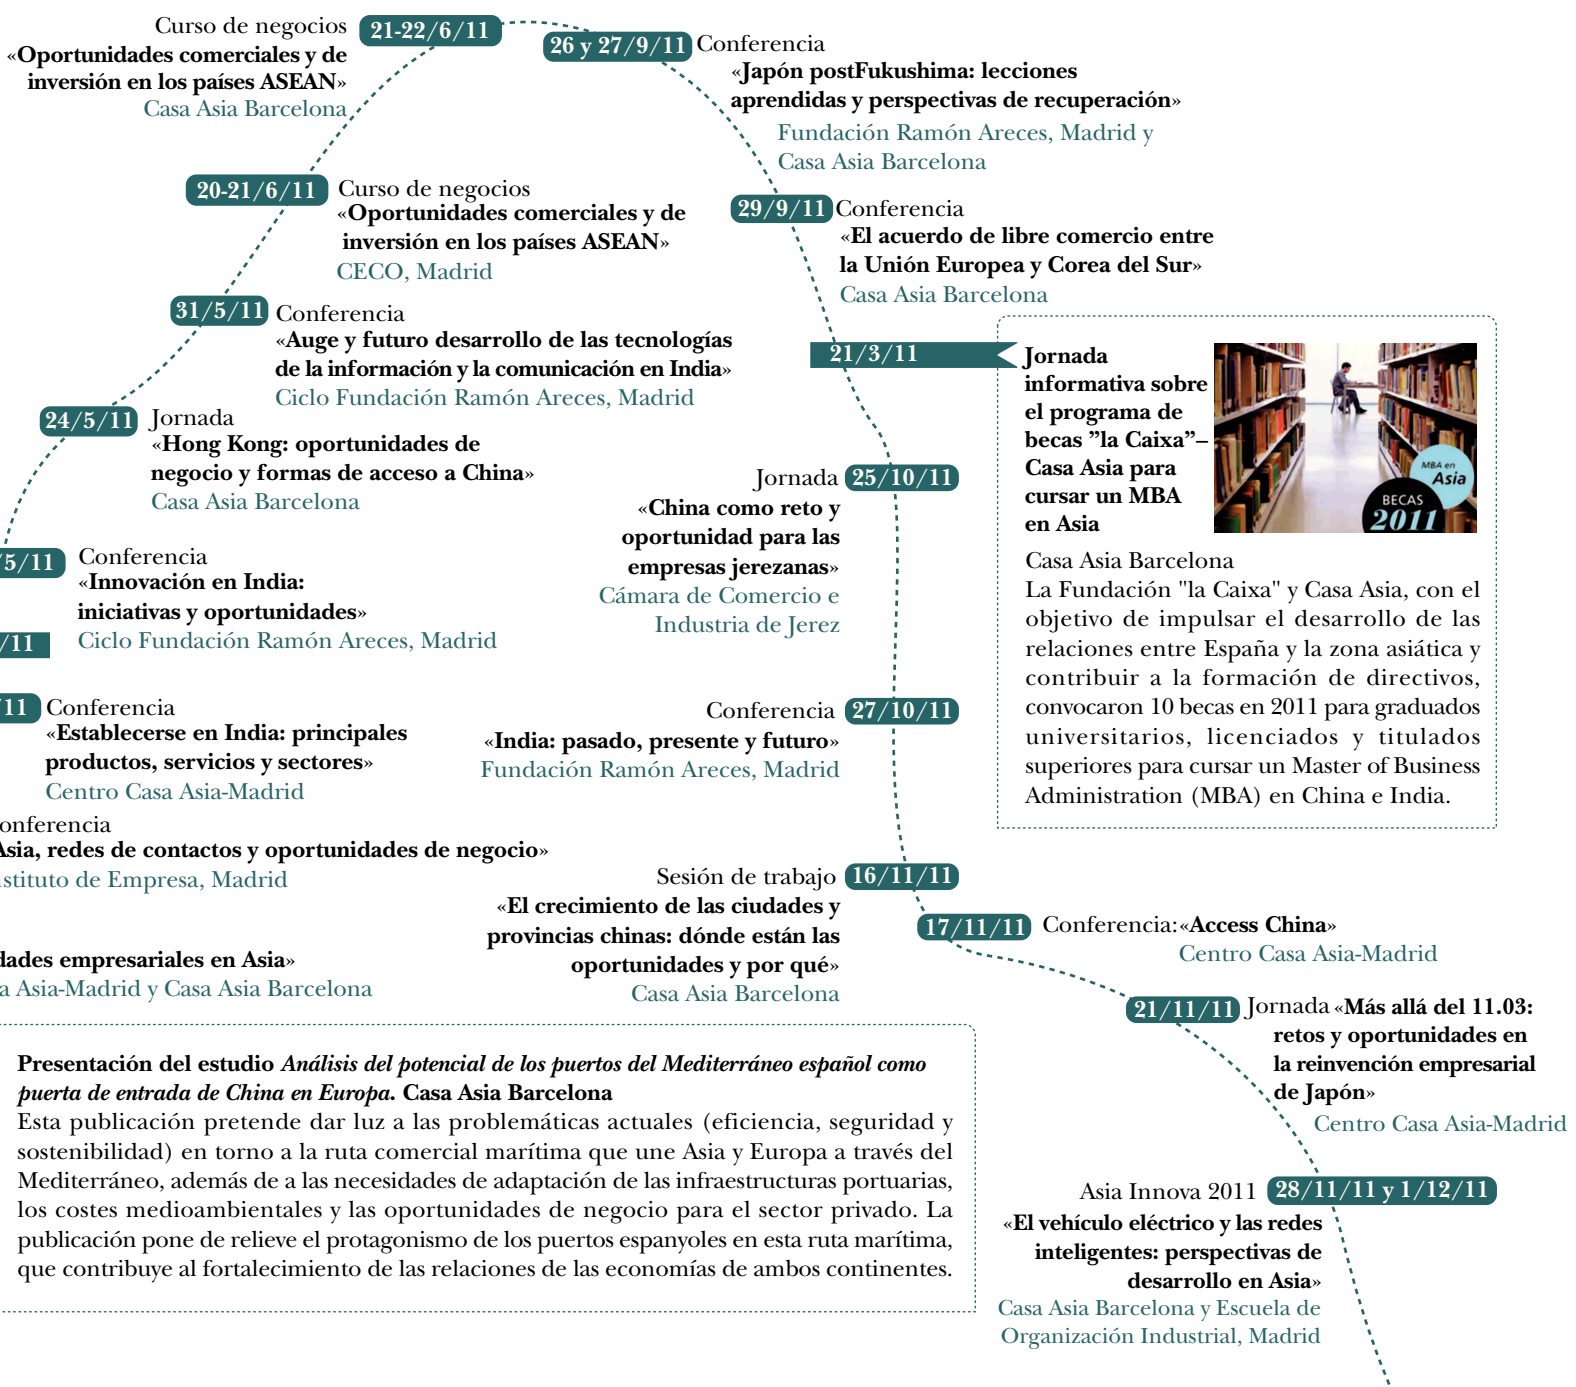 Curso de negocios
21-22/6/11
«Oportunidades comerciales y de
inversión en los países ASEAN»
Casa Asia Barcelona
26 y 27/9/11
Conferencia
«Japón postFukushima: lecciones
aprendidas y perspectivas de recuperación»
Fundación Ramón Areces, Madrid y
Casa Asia Barcelona
20-21/6/11
Curso de negocios
«Oportunidades comerciales y de
inversión en los países ASEAN»
CECO, Madrid
29/9/11
Conferencia
«El acuerdo de libre comercio entre
la Unión Europea y Corea del Sur»
Casa Asia Barcelona
31/5/11
Conferencia
«Auge y futuro desarrollo de las tecnologías
de la información y la comunicación en India»
Ciclo Fundación Ramón Areces, Madrid
21/3/11
Jornada
informativa sobre
el programa de
becas ”la Caixa”–
Casa Asia para
cursar un MBA
en Asia
MBA en
Asia
BECAS
2011
Casa Asia Barcelona
La Fundación "la Caixa" y Casa Asia, con el
objetivo de impulsar el desarrollo de las
relaciones entre España y la zona asiática y
contribuir a la formación de directivos,
convocaron 10 becas en 2011 para graduados
universitarios, licenciados y titulados
superiores para cursar un Master of Business
Administration (MBA) en China e India.
24/5/11
Jornada
«Hong Kong: oportunidades de
negocio y formas de acceso a China»
Casa Asia Barcelona
Jornada
25/10/11
«China como reto y
oportunidad para las
empresas jerezanas»
Cámara de Comercio e
Industria de Jerez
/5/11
Conferencia
«Innovación en India:
iniciativas y oportunidades»
Ciclo Fundación Ramón Areces, Madrid
/11
/11
Conferencia
«Establecerse en India: principales
productos, servicios y sectores»
Centro Casa Asia-Madrid
Conferencia
27/10/11
«India: pasado, presente y futuro»
Fundación Ramón Areces, Madrid
onferencia
Asia, redes de contactos y oportunidades de negocio»
nstituto de Empresa, Madrid
Sesión de trabajo
16/11/11
«El crecimiento de las ciudades y
provincias chinas: dónde están las
oportunidades y por qué»
Casa Asia Barcelona
17/11/11
Conferencia:«Access China»
Centro Casa Asia-Madrid
dades empresariales en Asia»
a Asia-Madrid y Casa Asia Barcelona
21/11/11
Jornada «Más allá del 11.03:
retos y oportunidades en
la reinvención empresarial
de Japón»
Centro Casa Asia-Madrid
Presentación del estudio Análisis del potencial de los puertos del Mediterráneo español como
puerta de entrada de China en Europa. Casa Asia Barcelona
Esta publicación pretende dar luz a las problemáticas actuales (eficiencia, seguridad y
sostenibilidad) en torno a la ruta comercial marítima que une Asia y Europa a través del
Mediterráneo, además de a las necesidades de adaptación de las infraestructuras portuarias,
los costes medioambientales y las oportunidades de negocio para el sector privado. La
publicación pone de relieve el protagonismo de los puertos espanyoles en esta ruta marítima,
que contribuye al fortalecimiento de las relaciones de las economías de ambos continentes.
Asia Innova 2011
28/11/11 y 1/12/11
«El vehículo eléctrico y las redes
inteligentes: perspectivas de
desarrollo en Asia»
Casa Asia Barcelona y Escuela de
Organización Industrial, Madrid